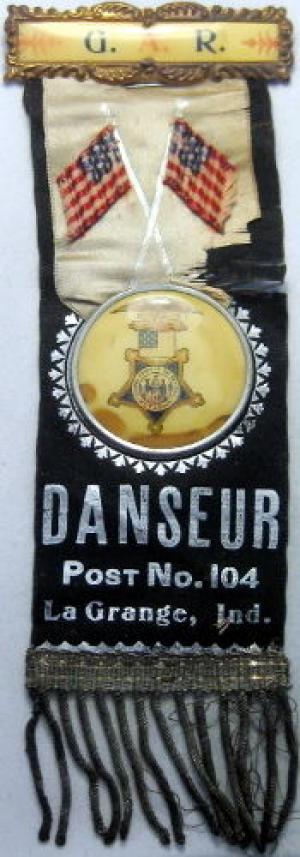 G. A. R.
DANSEUR
POST NO. 104
La Grange, Ind.